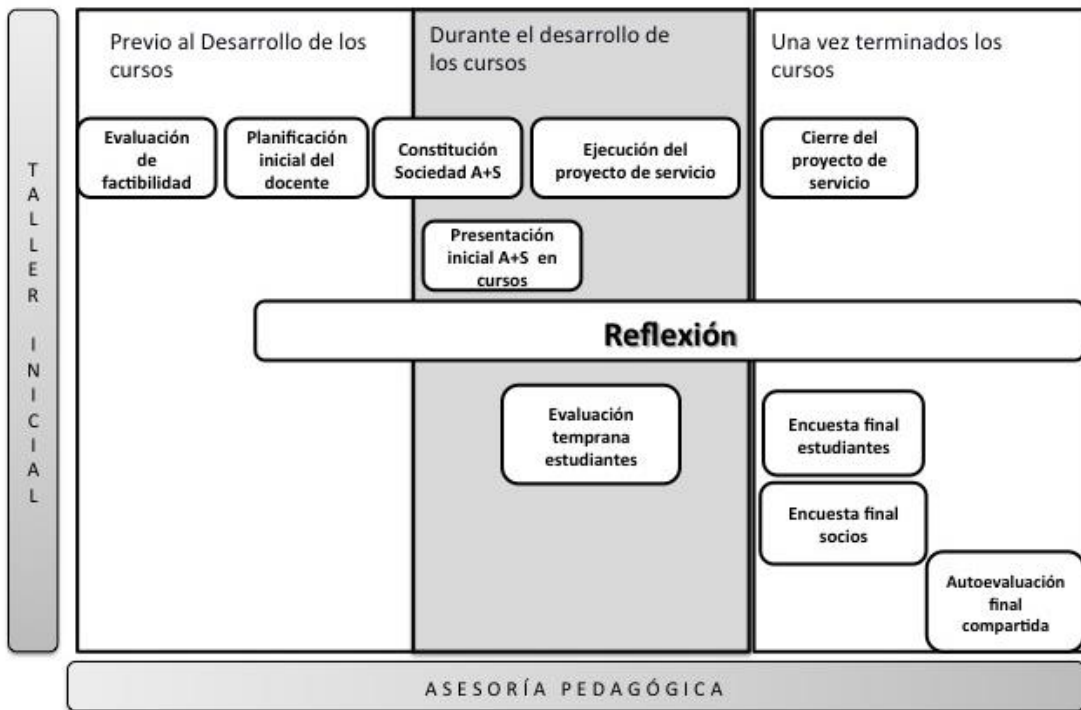 TALLER INICIAL
Previo al Desarrollo de los
cursos
Durante el desarrollo de
los cursos
Una vez terminados los
cursos
Evaluación
de
factibilidad
Planificación
inicial del
docente
Constitución
Sociedad A+S
Ejecución del
proyecto de servicio
Cierre del
proyecto de
servicio
Presentación
inicial A+S en
cursos
Reflexión
Evaluación
temprana
estudiantes
Encuesta final
estudiantes
Encuesta final
socios
Autoevaluación
final
compartida
ASESORÍA PEDAGÓGICA